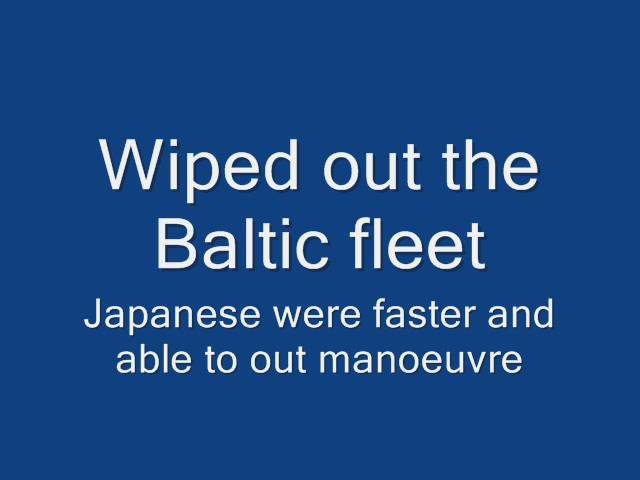 Wiped out the
Baltic fleet
Japanese were faster and
able to out manoeuvre